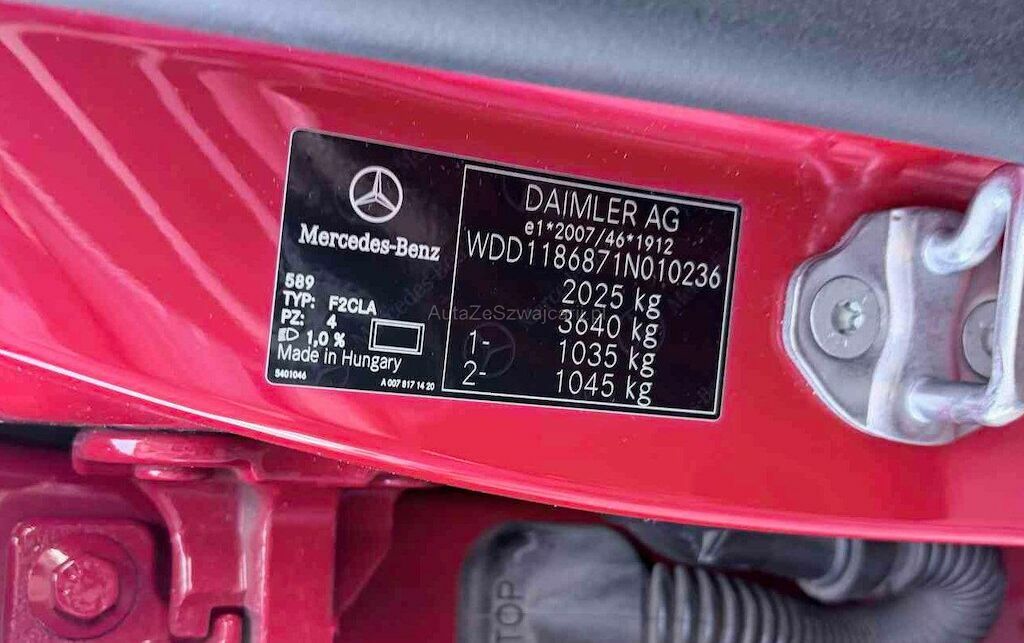 Mercedes-Benz
589
TYP: F2CLA
PZ: 4
1,0 %
Made in Hungary
5401046
A 007 817 14 20
DAIMLER AG
e1*2007/46*1912
WDD1186871N010236
2025 kg
3640 kg
1- 1035 kg
2- 1045 kg
AutaZeSzwajcarii.pl
TOP